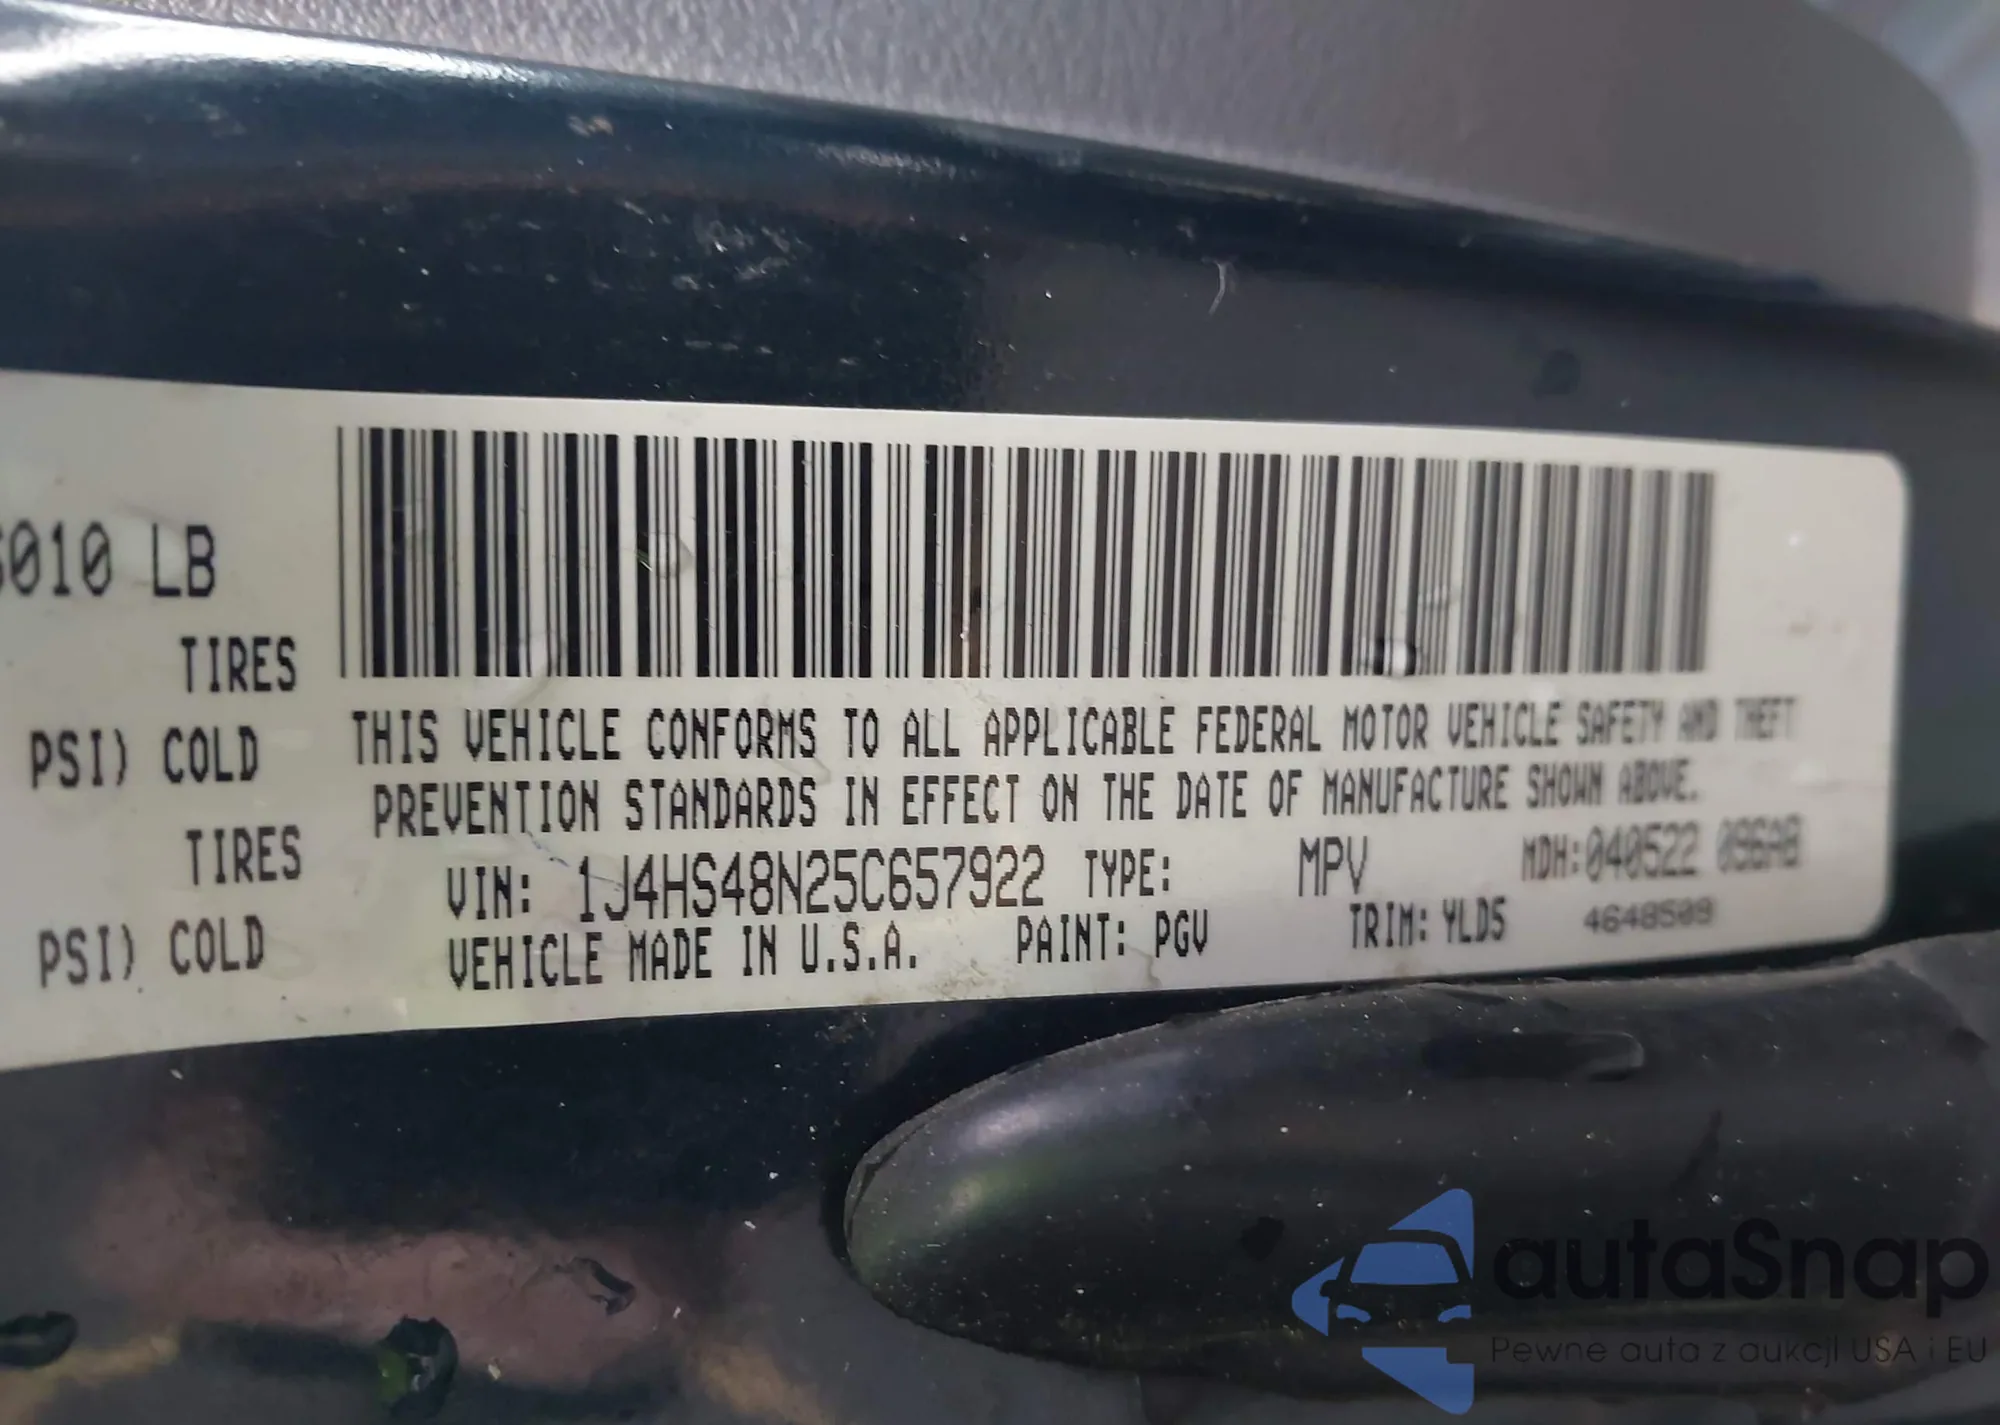 6010 LB
TIRES
PSI) COLD
TIRES
PSI) COLD
THIS VEHICLE CONFORMS TO ALL APPLICABLE FEDERAL MOTOR VEHICLE SAFETY AND THEFT
PREVENTION STANDARDS IN EFFECT ON THE DATE OF MANUFACTURE SHOWN ABOVE.
VIN: 1J4HS48N25C657922 TYPE: MPV MDH:040522 096AB
VEHICLE MADE IN U.S.A. PAINT: PGV TRIM: YLD5 4648509
autaSnap
Pewne auta z aukcji USA i EU